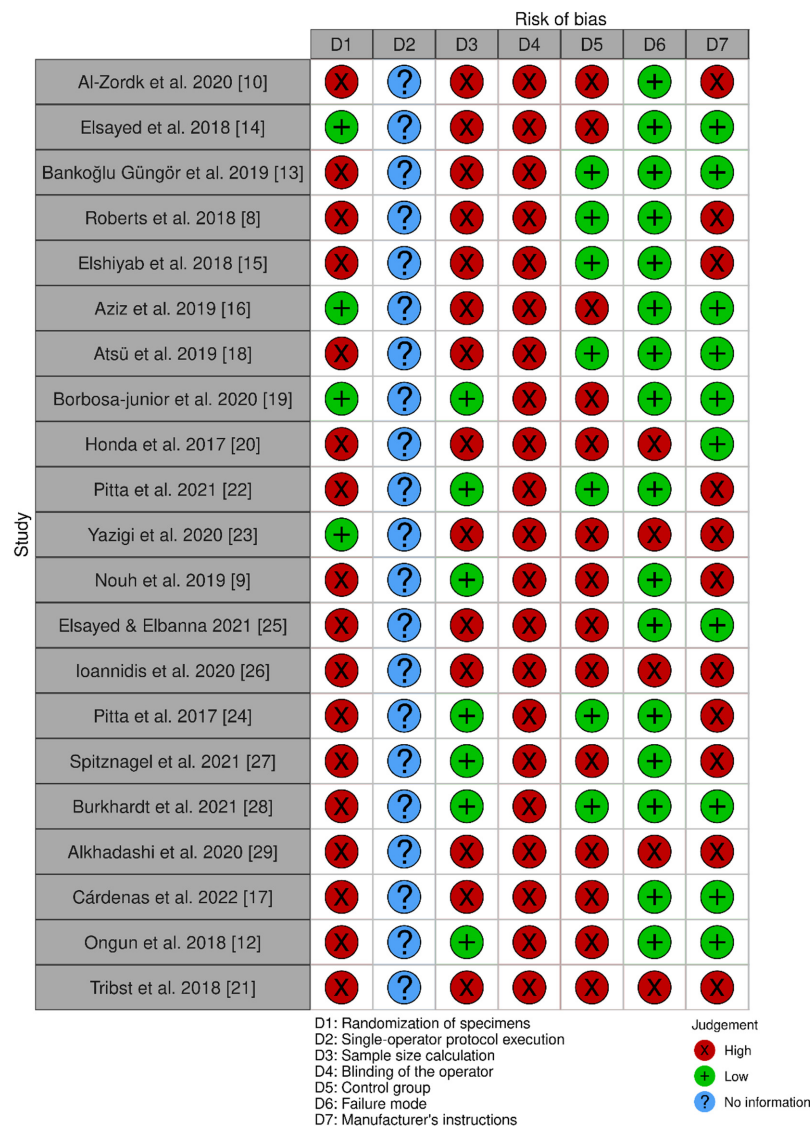 Risk of bias
D1 D2 D3 D4 D5 D6 D7
Study
Al-Zordk et al. 2020 [10] X ? X X X + X
Elsayed et al. 2018 [14] + ? X X X + +
Bankoğlu Güngör et al. 2019 [13] X ? X X + + +
Roberts et al. 2018 [8] X ? X X + + X
Elshiyab et al. 2018 [15] X ? X X + + X
Aziz et al. 2019 [16] + ? X X X + +
Atsü et al. 2019 [18] X ? X X + + +
Borbosa-junior et al. 2020 [19] + ? + X X + +
Honda et al. 2017 [20] X ? X X X X +
Pitta et al. 2021 [22] X ? + X + + X
Yazigi et al. 2020 [23] + ? X X X X X
Nouh et al. 2019 [9] X ? + X X + X
Elsayed & Elbanna 2021 [25] X ? X X X + +
Ioannidis et al. 2020 [26] X ? X X X X X
Pitta et al. 2017 [24] X ? + X + + X
Spitznagel et al. 2021 [27] X ? + X X + X
Burkhardt et al. 2021 [28] X ? + X + + +
Alkhadashi et al. 2020 [29] X ? X X X X X
Cárdenas et al. 2022 [17] X ? X X X + +
Ongun et al. 2018 [12] X ? + X X + +
Tribst et al. 2018 [21] X ? X X X X X
D1: Randomization of specimens
D2: Single-operator protocol execution
D3: Sample size calculation
D4: Blinding of the operator
D5: Control group
D6: Failure mode
D7: Manufacturer's instructions
Judgement
X High
+ Low
? No information